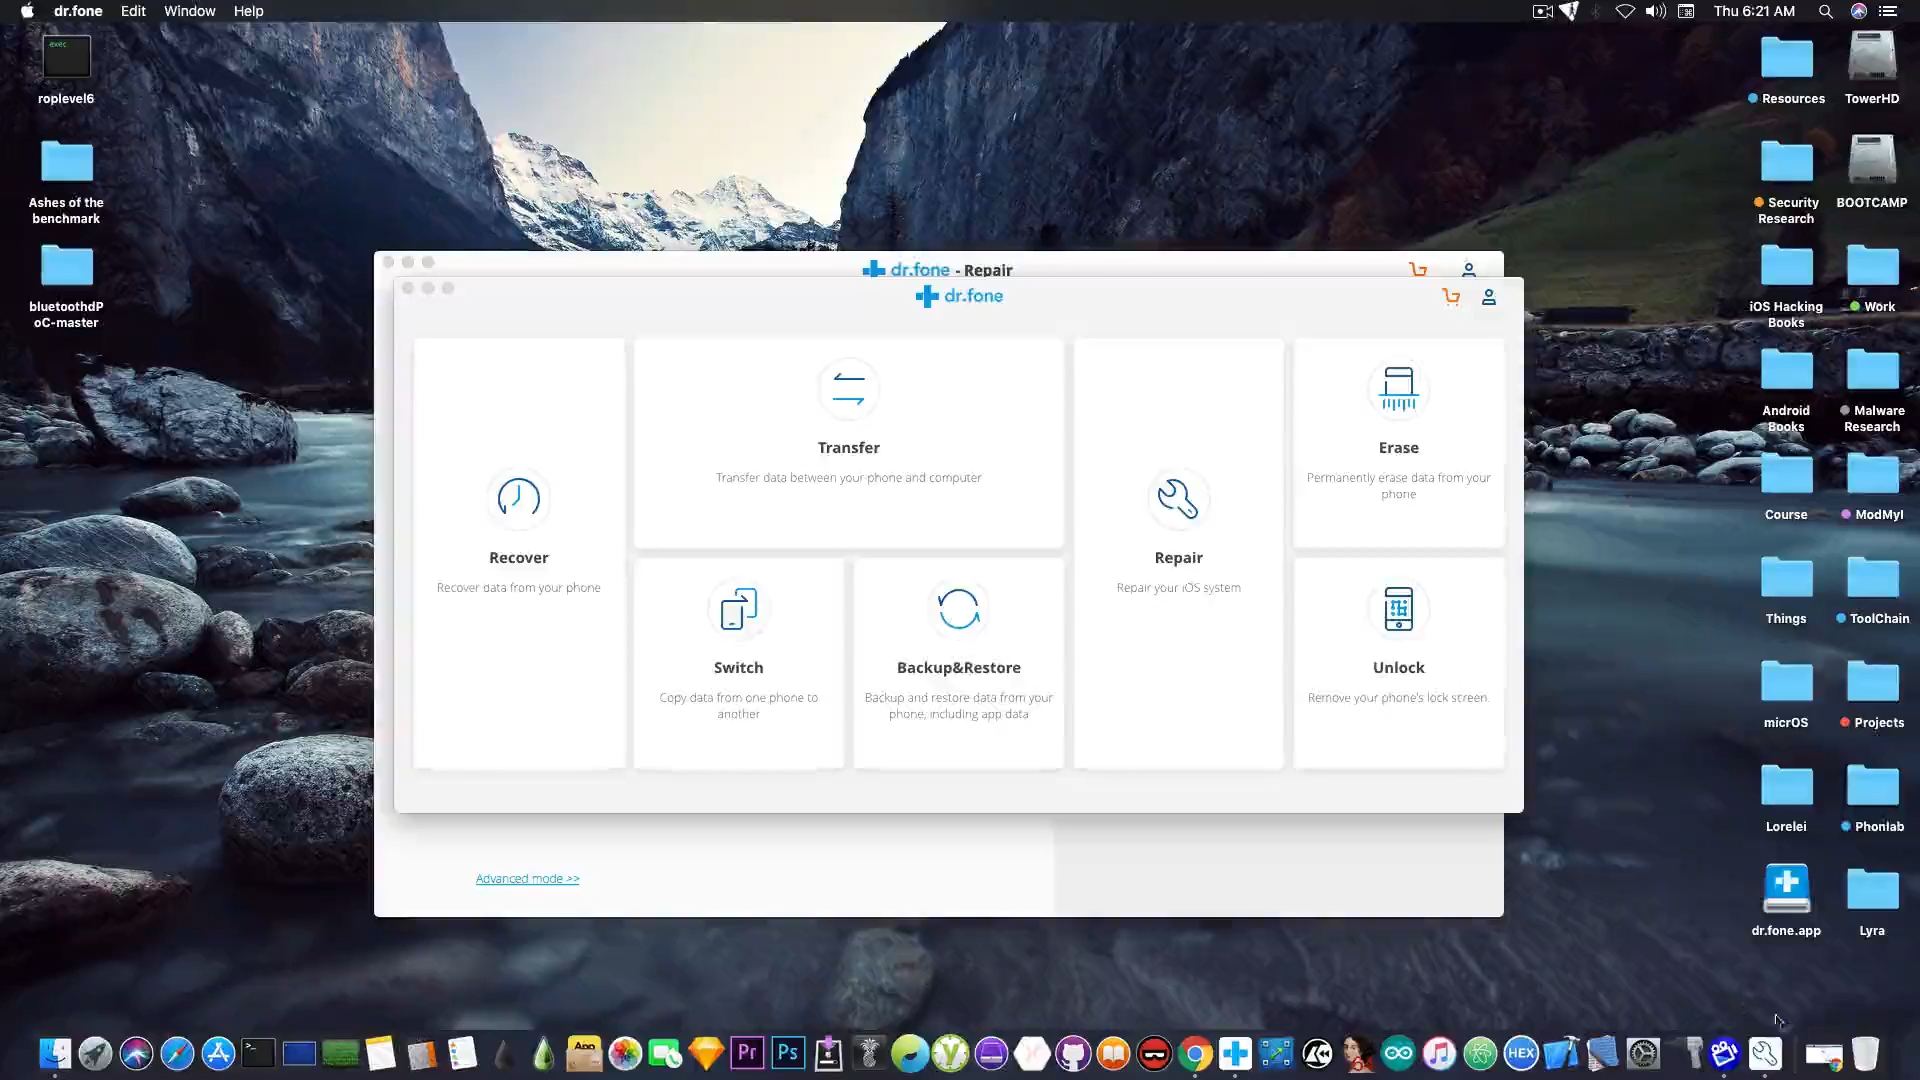 dr.fone Edit Window Help
Thu 6:21 AM
exec
roplevel6
Ashes of the
benchmark
bluetoothdP
oC-master
Resources
TowerHD
Security
Research
BOOTCAMP
iOS Hacking
Books
Work
Android
Books
Malware
Research
Course
ModMyI
Things
ToolChain
micrOS
Projects
Lorelei
Phonlab
dr.fone.app
Lyra
dr.fone - Repair
dr.fone
Recover
Recover data from your phone
Transfer
Transfer data between your phone and computer
Switch
Copy data from one phone to
another
Backup&Restore
Backup and restore data from your
phone, including app data
Repair
Repair your iOS system
Erase
Permanently erase data from your
phone
Unlock
Remove your phone's lock screen.
Advanced mode >>
App
Pr
Ps
HEX